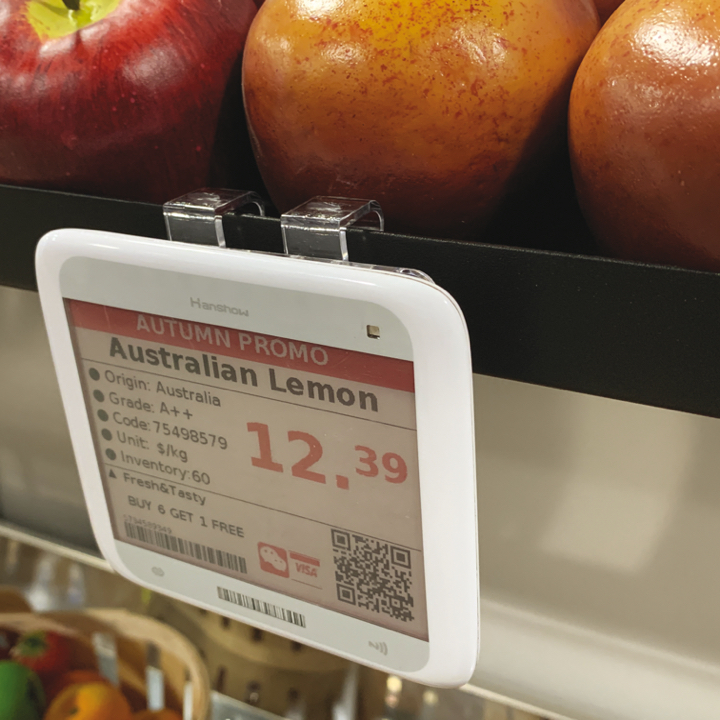 Hanshow
AUTUMN PROMO
Australian Lemon
Origin: Australia
Grade: A++
Code:75498579
Unit: $/kg
Inventory:60
12.39
Fresh&Tasty
BUY 6 GET 1 FREE
VISA